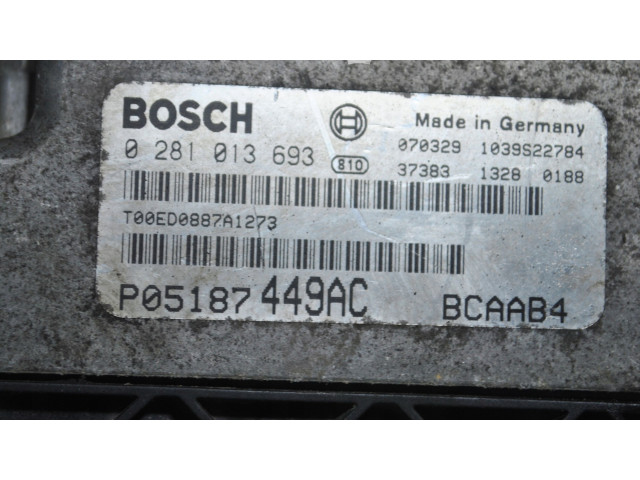 BOSCH Made in Germany
0 281 013 693 810 070329 1039S22784
37383 1328 0188
T00ED0887A1273
P05187449AC BCAAB4